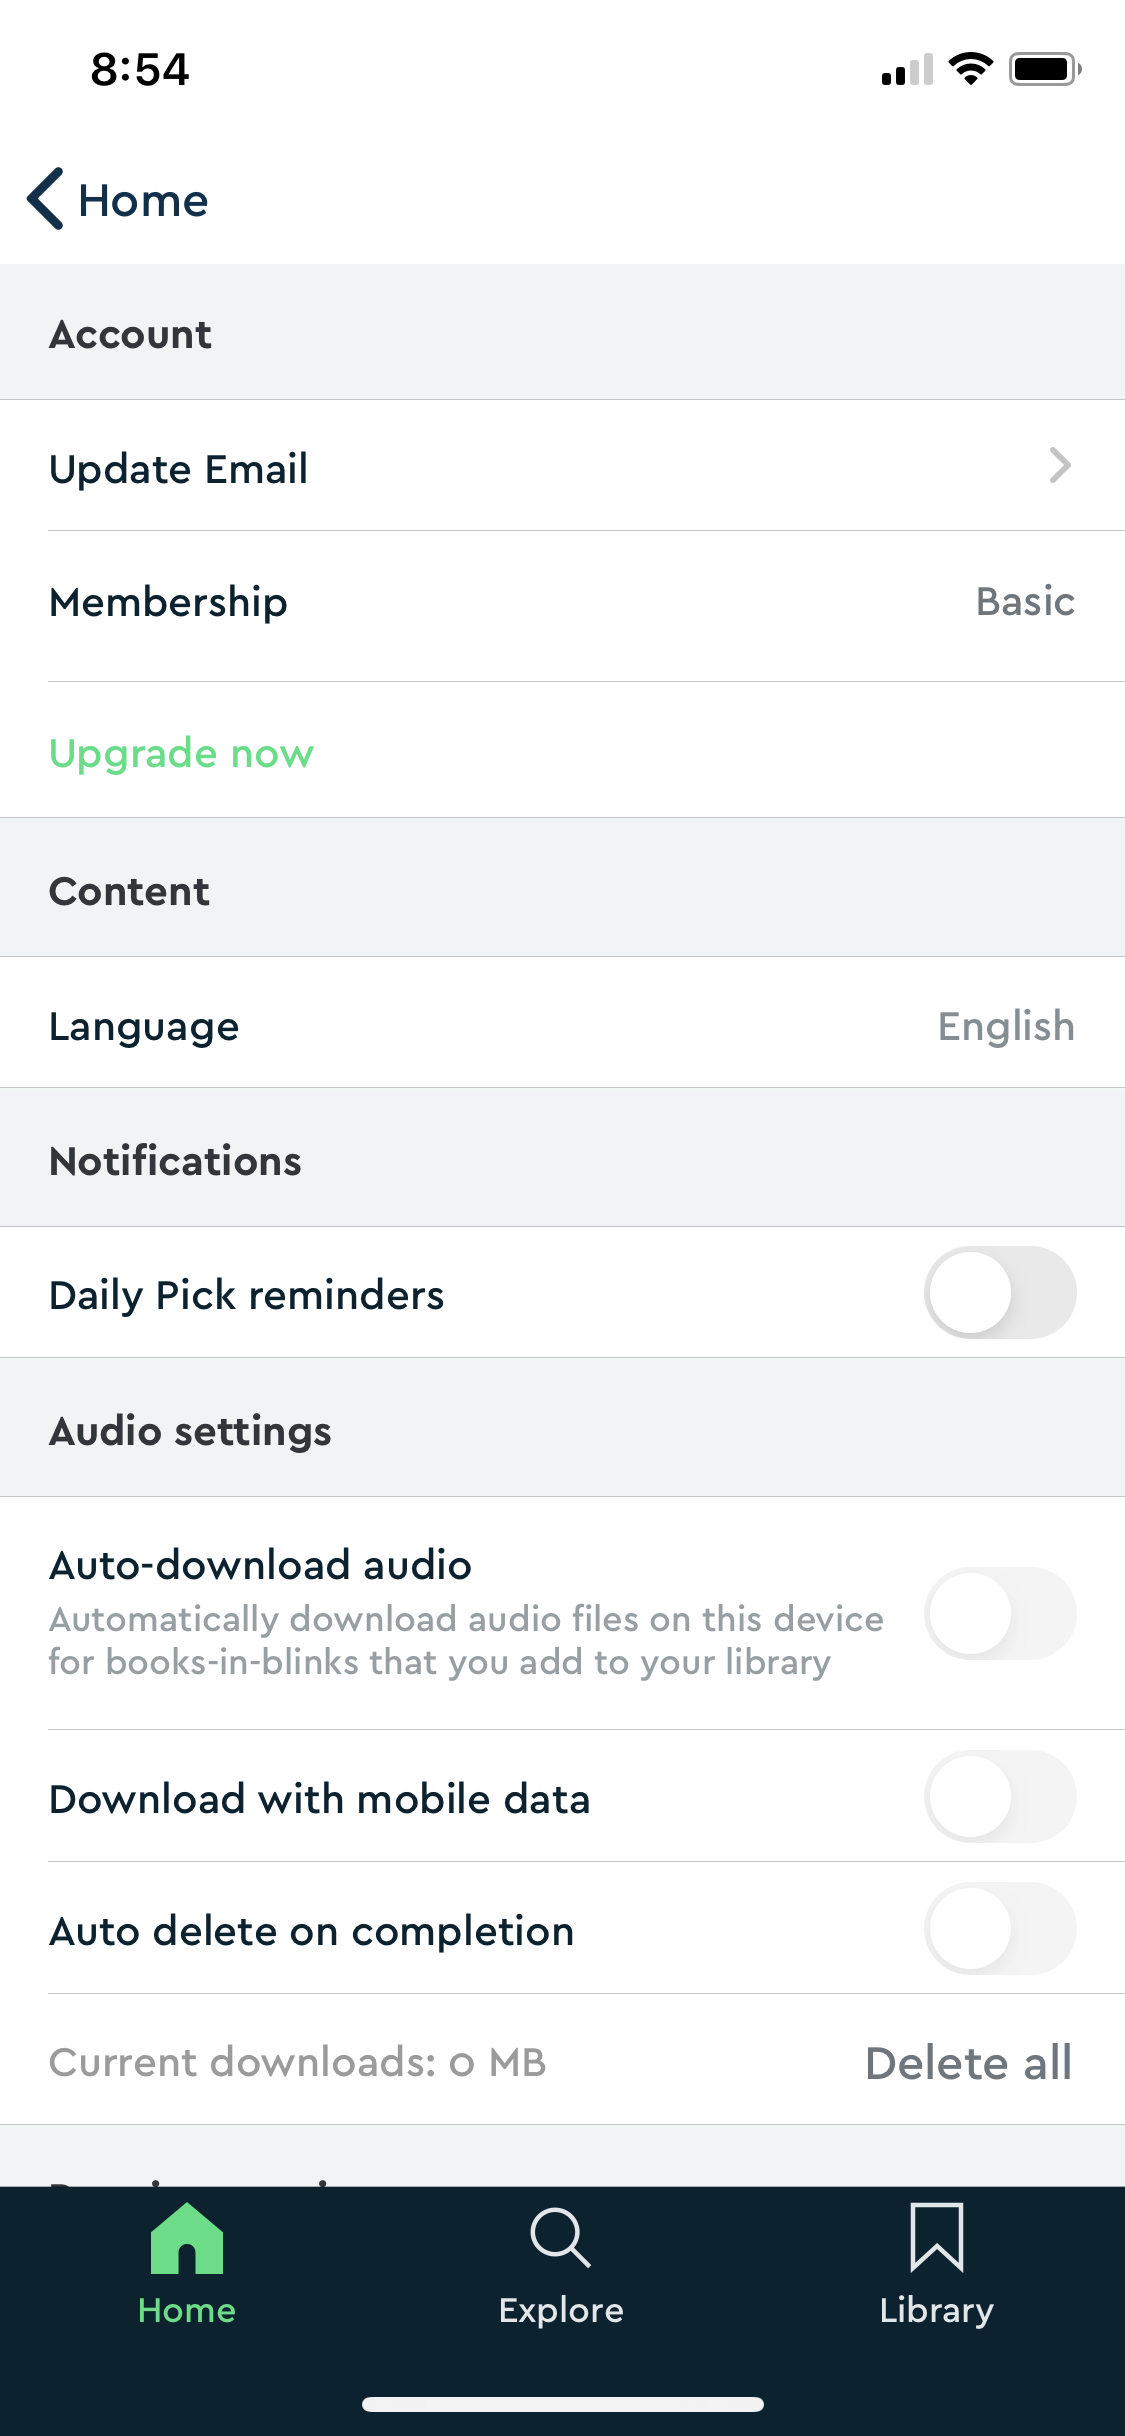 8:54
Home
Account
Update Email
Membership Basic
Upgrade now
Content
Language English
Notifications
Daily Pick reminders
Audio settings
Auto-download audio
Automatically download audio files on this device
for books-in-blinks that you add to your library
Download with mobile data
Auto delete on completion
Current downloads: 0 MB Delete all
Home Explore Library